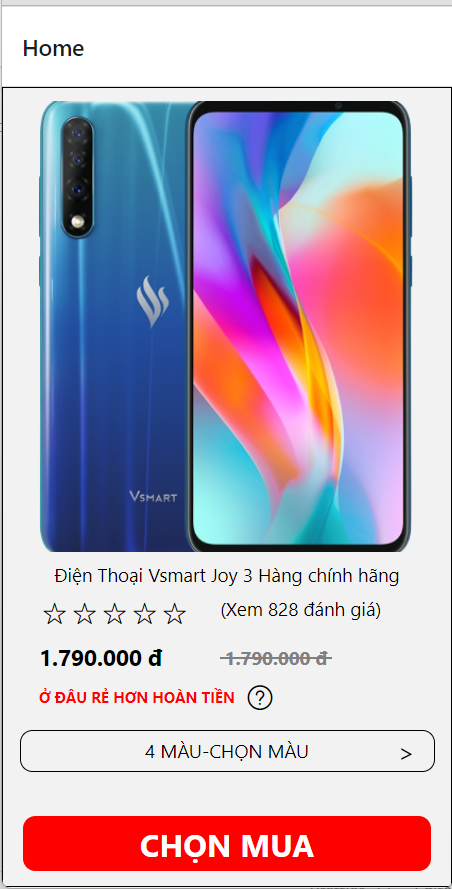 Home
VSMART
Điện Thoại Vsmart Joy 3 Hàng chính hãng
(Xem 828 đánh giá)
1.790.000 đ 1.790.000 đ
Ở ĐÂU RẺ HƠN HOÀN TIỀN ?
4 MÀU-CHỌN MÀU >
CHỌN MUA